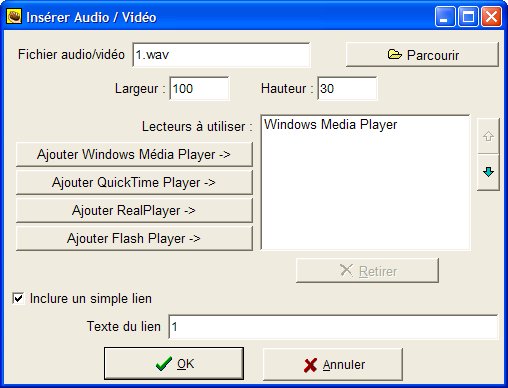 Insérer Audio / Vidéo
Fichier audio/vidéo 1.wav Parcourir
Largeur : 100 Hauteur : 30
Lecteurs à utiliser : Windows Media Player
Ajouter Windows Média Player ->
Ajouter QuickTime Player ->
Ajouter RealPlayer ->
Ajouter Flash Player ->
Retirer
Inclure un simple lien
Texte du lien 1
OK Annuler